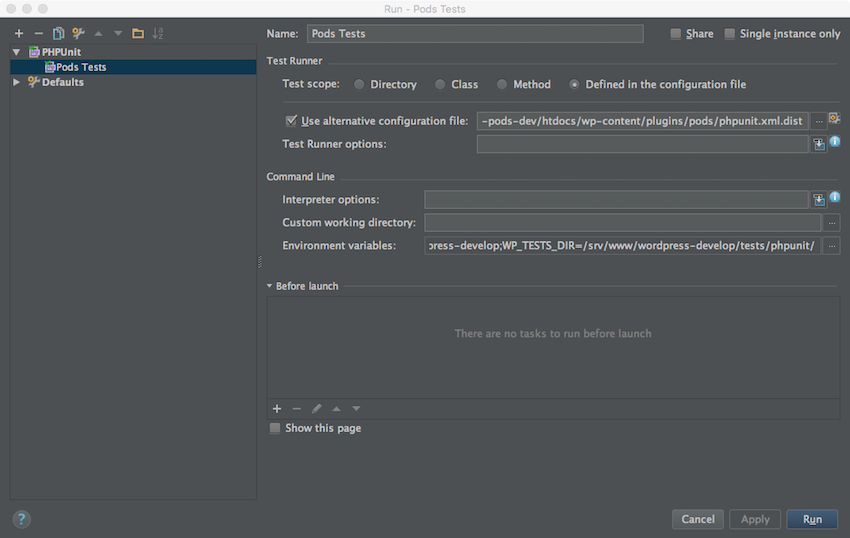 Run - Pods Tests
PHPUnit
Pods Tests
Defaults
Name: Pods Tests Share Single instance only
Test Runner
Test scope: Directory Class Method Defined in the configuration file
Use alternative configuration file: -pods-dev/htdocs/wp-content/plugins/pods/phpunit.xml.dist ...
Test Runner options:
Command Line
Interpreter options:
Custom working directory: ...
Environment variables: press-develop;WP_TESTS_DIR=/srv/www/wordpress-develop/tests/phpunit/ ...
Before launch
There are no tasks to run before launch
Show this page
? Cancel Apply Run